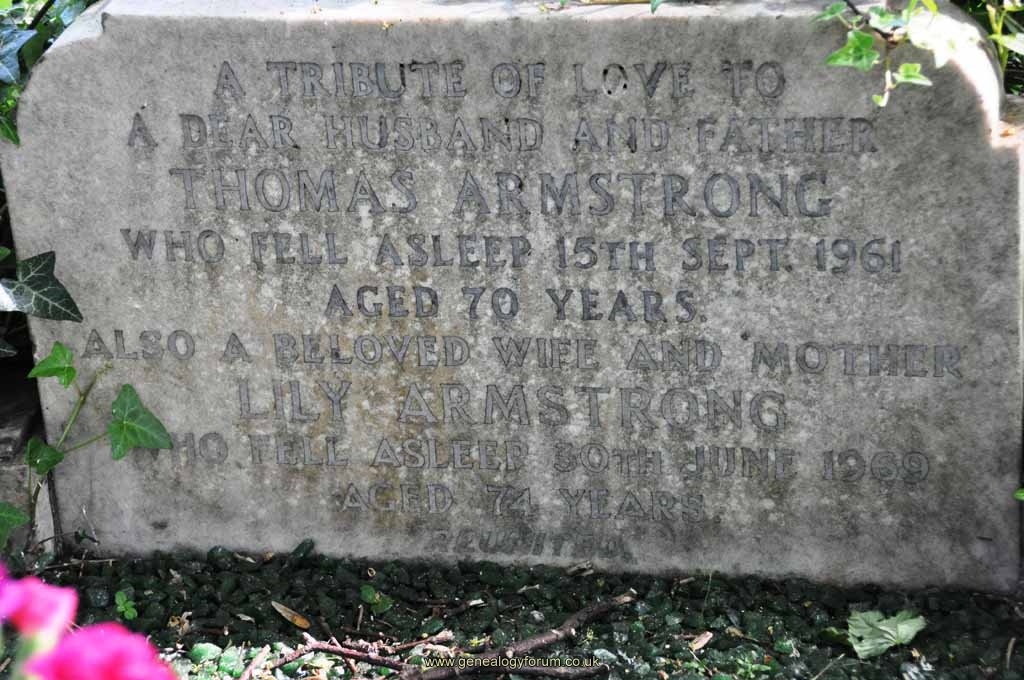 A TRIBUTE OF LOVE TO
A DEAR HUSBAND AND FATHER
THOMAS ARMSTRONG
WHO FELL ASLEEP 15TH SEPT. 1961
AGED 70 YEARS.
ALSO A BELOVED WIFE AND MOTHER
LILY ARMSTRONG
WHO FELL ASLEEP 30TH JUNE 1969
AGED 74 YEARS
REUNITED
www.genealogyforum.co.uk